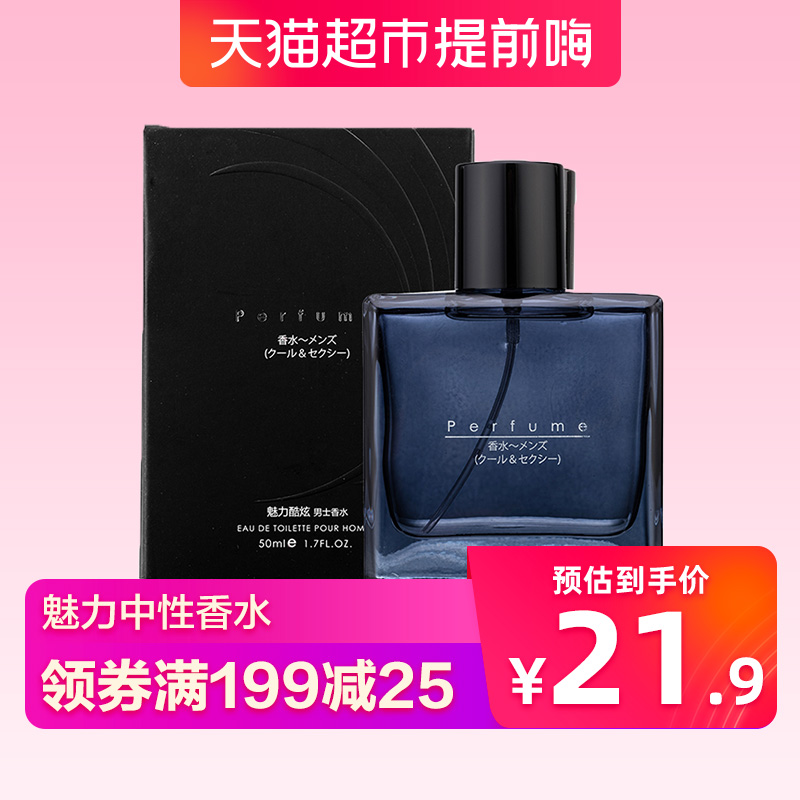 天猫超市提前嗨
Perfum
香水～メンズ
(クール＆セクシー)
魅力酷炫 男士香水
EAU DE TOILETTE POUR HOM
50ml e 1.7FL.OZ.
Perfume
香水～メンズ
(クール＆セクシー)
魅力中性香水
领券满199减25
预估到手价
¥21.9